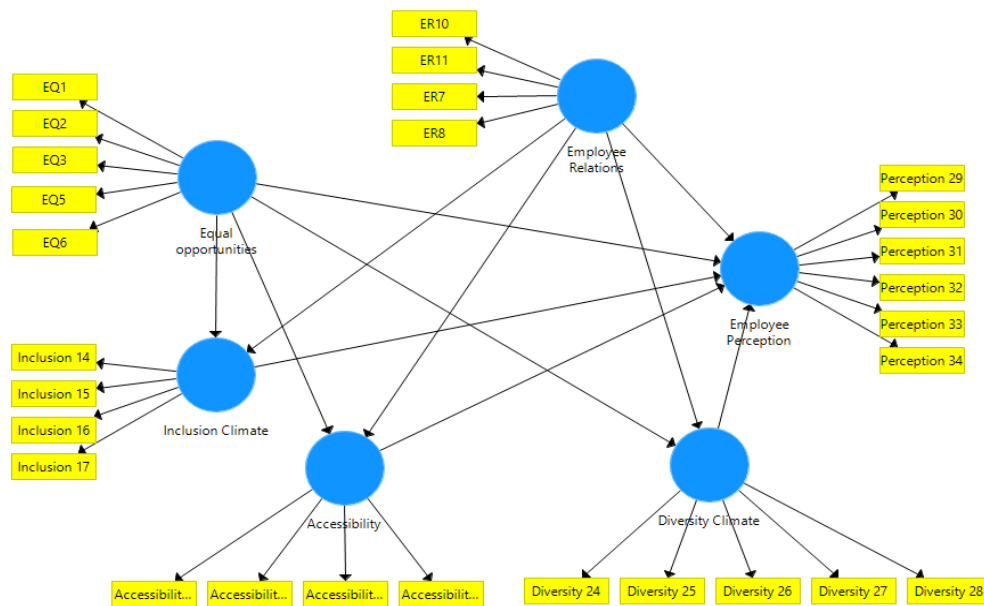 ER10
ER11
ER7
ER8
Employee
Relations
EQ1
EQ2
EQ3
EQ5
EQ6
Equal
opportunities
Perception 29
Perception 30
Perception 31
Perception 32
Perception 33
Perception 34
Employee
Perception
Inclusion 14
Inclusion 15
Inclusion 16
Inclusion 17
Inclusion Climate
Accessibility
Diversity Climate
Accessibilit...
Accessibilit...
Accessibilit...
Accessibilit...
Diversity 24
Diversity 25
Diversity 26
Diversity 27
Diversity 28